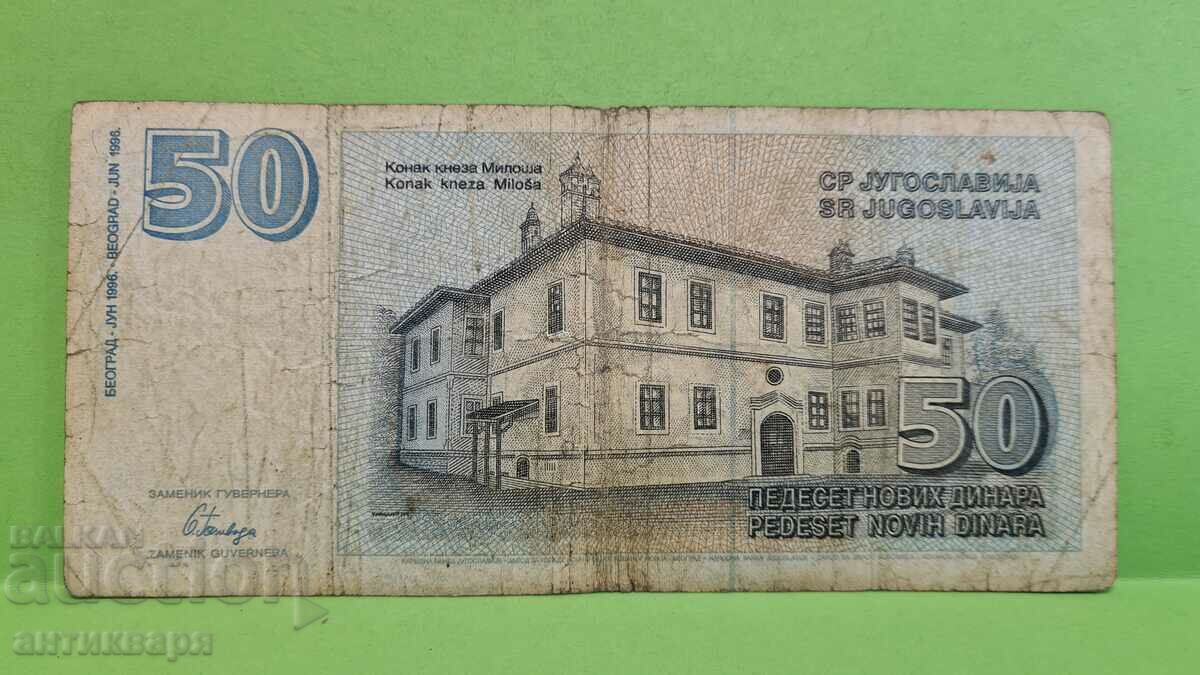 БЕОГРАД - ЈУН 1996. - BEOGRAD - JUN 1996.
50
Конак кнеза Милоша
Konak kneza Miloša
СР ЈУГОСЛАВИЈА
SR JUGOSLAVIJA
50
ПЕДЕСЕТ НОВИХ ДИНАРА
PEDESET NOVIH DINARA
ЗАМЕНИК ГУВЕРНЕРА
ZAMENIK GUVERNERA
BALKAN
auction
антикваря